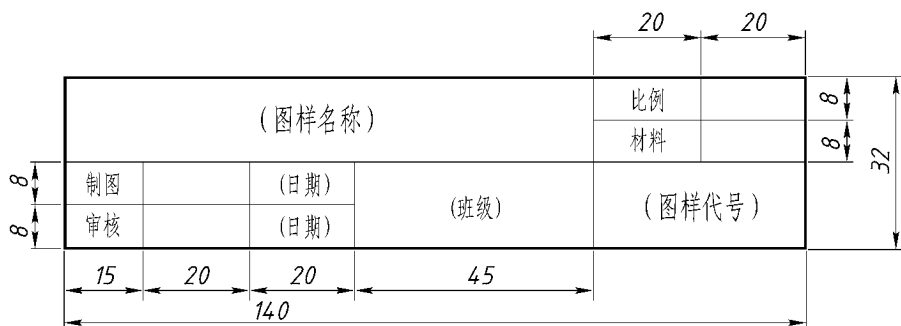 20 20
(图样名称) 比例 8
材料 8
32
8 制图 (日期) (班级) (图样代号)
8 审核 (日期)
15 20 20 45
140